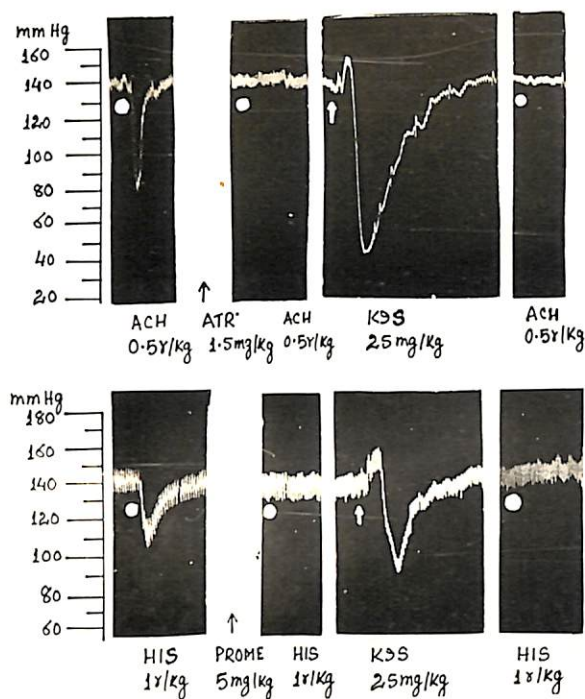 mm Hg
160
140
120
100
80
60
40
20
ACH ATR ACH K9S ACH
0.5γ/kg 1.5mg/kg 0.5γ/kg 25mg/kg 0.5γ/kg
mm Hg
180
160
140
120
100
80
60
HIS PROME HIS K9S HIS
1γ/kg 5mg/kg 1γ/kg 25mg/kg 1γ/kg